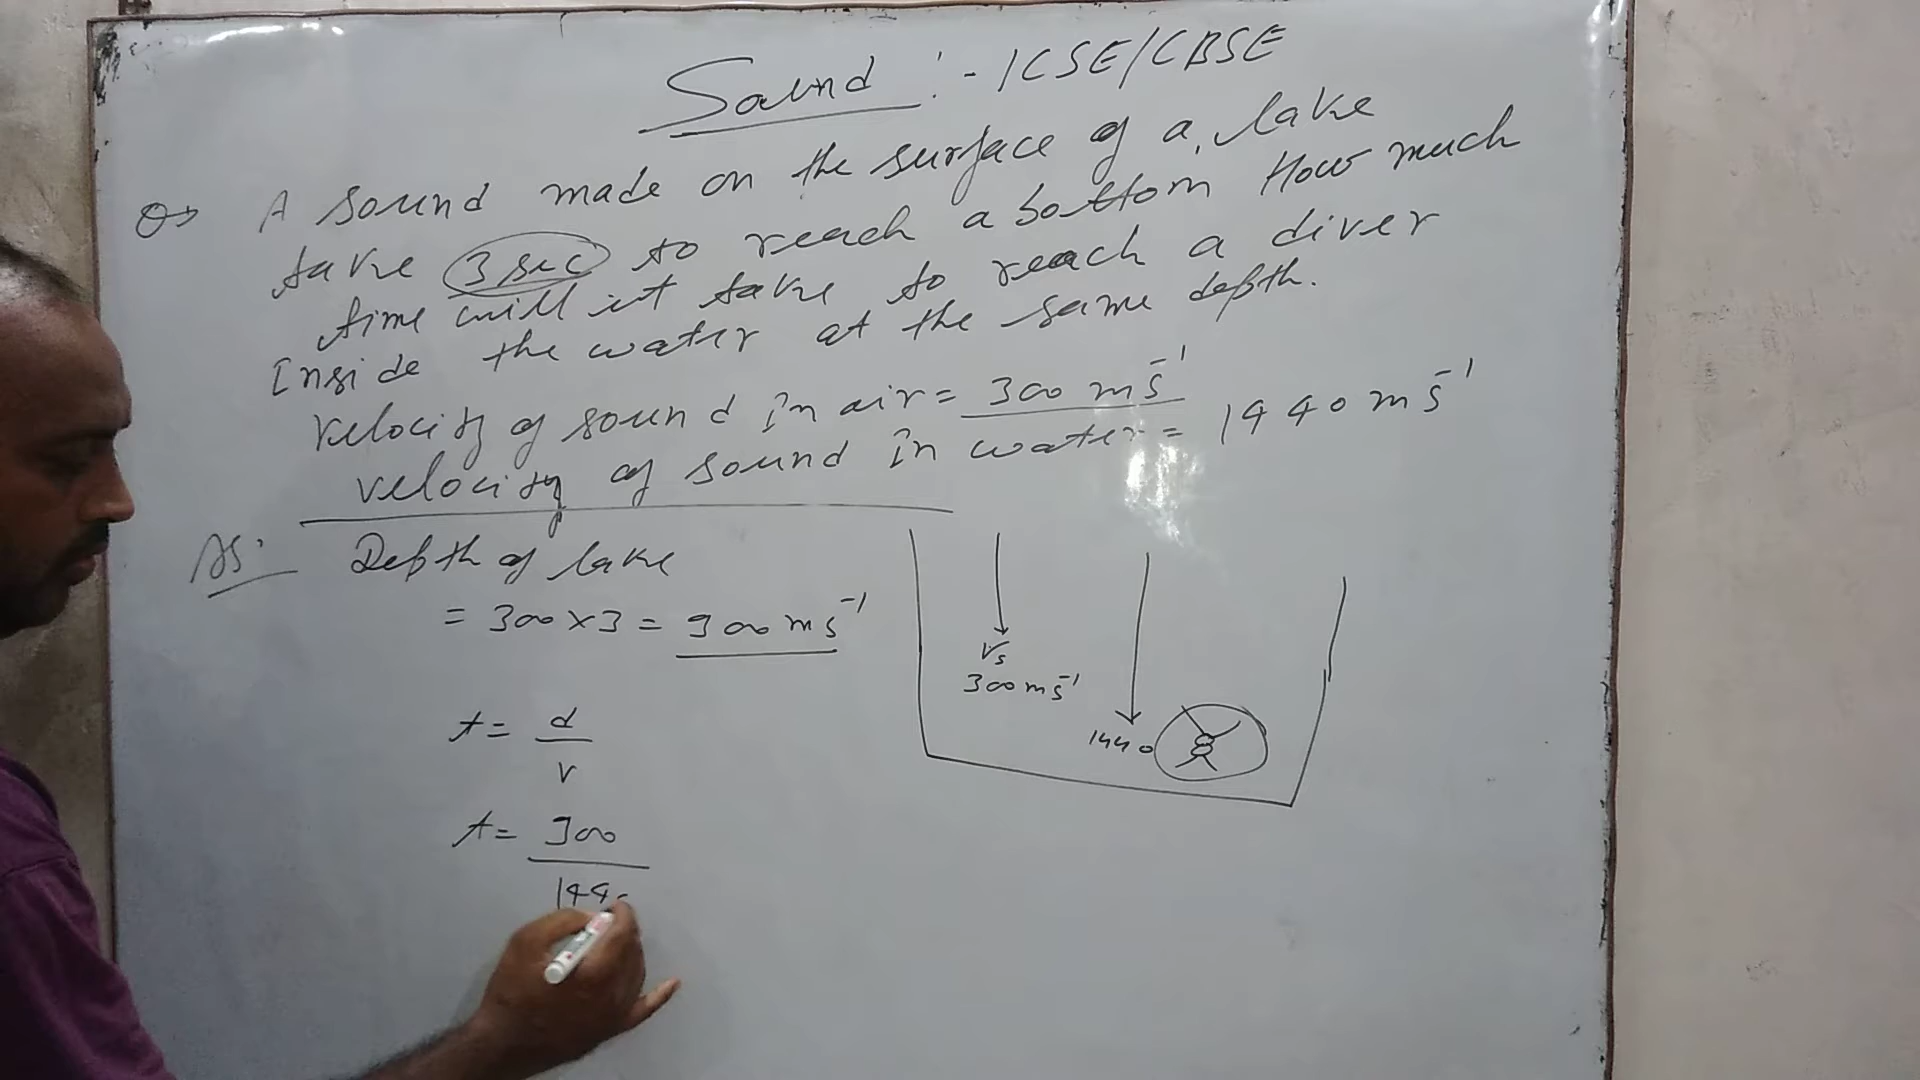 Sound :- ICSE/CBSE
Q→ A sound made on the surface of a lake
take 3 sec to reach a bottom How much
time will it take to reach a diver
Inside the water at the same depth.
velocity of sound in air = 300 ms⁻¹
velocity of sound in water = 1440 ms⁻¹
AS: Depth of lake
= 300 × 3 = 900 ms⁻¹
t = d
v
t = 900
144
Vs
300 ms⁻¹
1440